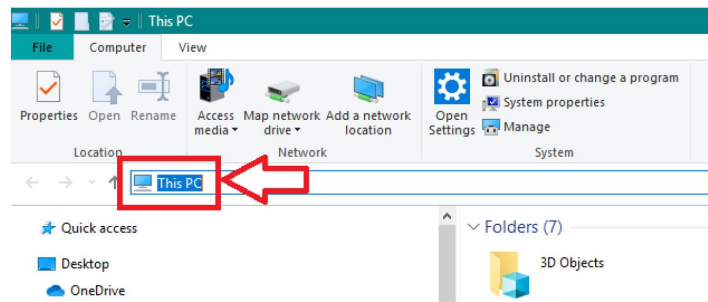 This PC
File Computer View
Properties Open Rename Access media Map network drive Add a network location Open Settings Uninstall or change a program
System properties
Manage
Location Network System
This PC
Quick access Folders (7)
Desktop 3D Objects
OneDrive